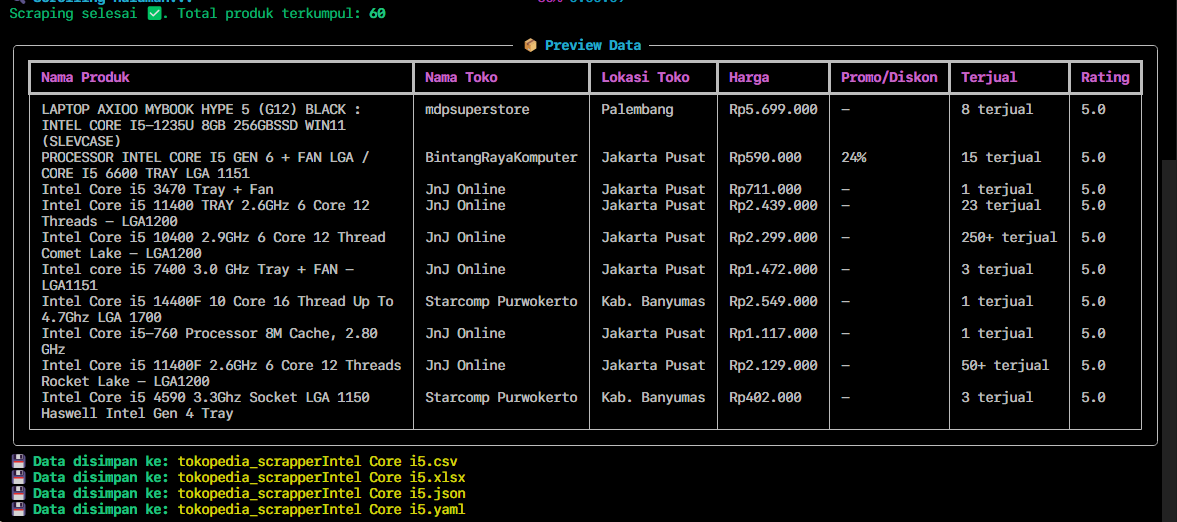 Scraping selesai ✅. Total produk terkumpul: 60
📦 Preview Data
Nama Produk Nama Toko Lokasi Toko Harga Promo/Diskon Terjual Rating
LAPTOP AXIOO MYBOOK HYPE 5 (G12) BLACK : mdpsuperstore Palembang Rp5.699.000 – 8 terjual 5.0
INTEL CORE I5-1235U 8GB 256GBSSD WIN11
(SLEVCASE)
PROCESSOR INTEL CORE I5 GEN 6 + FAN LGA / BintangRayaKomputer Jakarta Pusat Rp590.000 24% 15 terjual 5.0
CORE I5 6600 TRAY LGA 1151
Intel Core i5 3470 Tray + Fan JnJ Online Jakarta Pusat Rp711.000 – 1 terjual 5.0
Intel Core i5 11400 TRAY 2.6GHz 6 Core 12 JnJ Online Jakarta Pusat Rp2.439.000 – 23 terjual 5.0
Threads – LGA1200
Intel Core i5 10400 2.9GHz 6 Core 12 Thread JnJ Online Jakarta Pusat Rp2.299.000 – 250+ terjual 5.0
Comet Lake – LGA1200
Intel core i5 7400 3.0 GHz Tray + FAN – JnJ Online Jakarta Pusat Rp1.472.000 – 3 terjual 5.0
LGA1151
Intel Core i5 14400F 10 Core 16 Thread Up To Starcomp Purwokerto Kab. Banyumas Rp2.549.000 – 1 terjual 5.0
4.7Ghz LGA 1700
Intel Core i5-760 Processor 8M Cache, 2.80 JnJ Online Jakarta Pusat Rp1.117.000 – 1 terjual 5.0
GHz
Intel Core i5 11400F 2.6GHz 6 Core 12 Threads JnJ Online Jakarta Pusat Rp2.129.000 – 50+ terjual 5.0
Rocket Lake – LGA1200
Intel Core i5 4590 3.3Ghz Socket LGA 1150 Starcomp Purwokerto Kab. Banyumas Rp402.000 – 3 terjual 5.0
Haswell Intel Gen 4 Tray
💾 Data disimpan ke: tokopedia_scrapperIntel Core i5.csv
💾 Data disimpan ke: tokopedia_scrapperIntel Core i5.xlsx
💾 Data disimpan ke: tokopedia_scrapperIntel Core i5.json
💾 Data disimpan ke: tokopedia_scrapperIntel Core i5.yaml